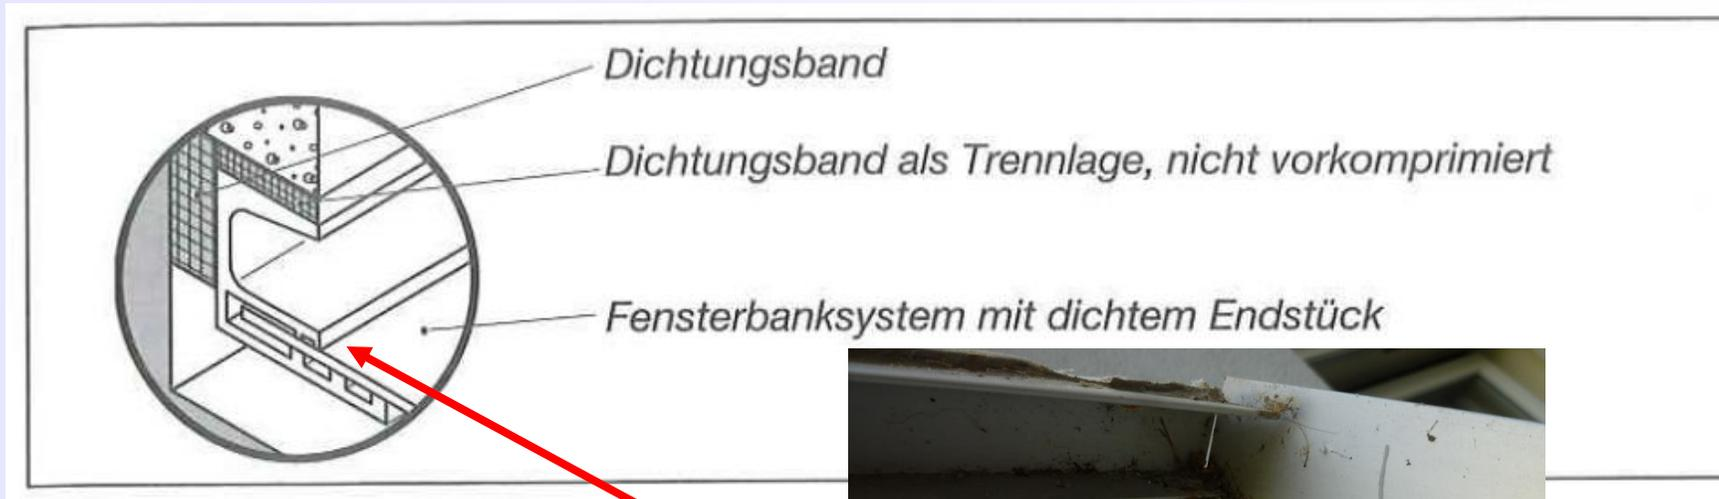 Dichtungsband
Dichtungsband als Trennlage, nicht vorkomprimiert
Fensterbanksystem mit dichtem Endstück